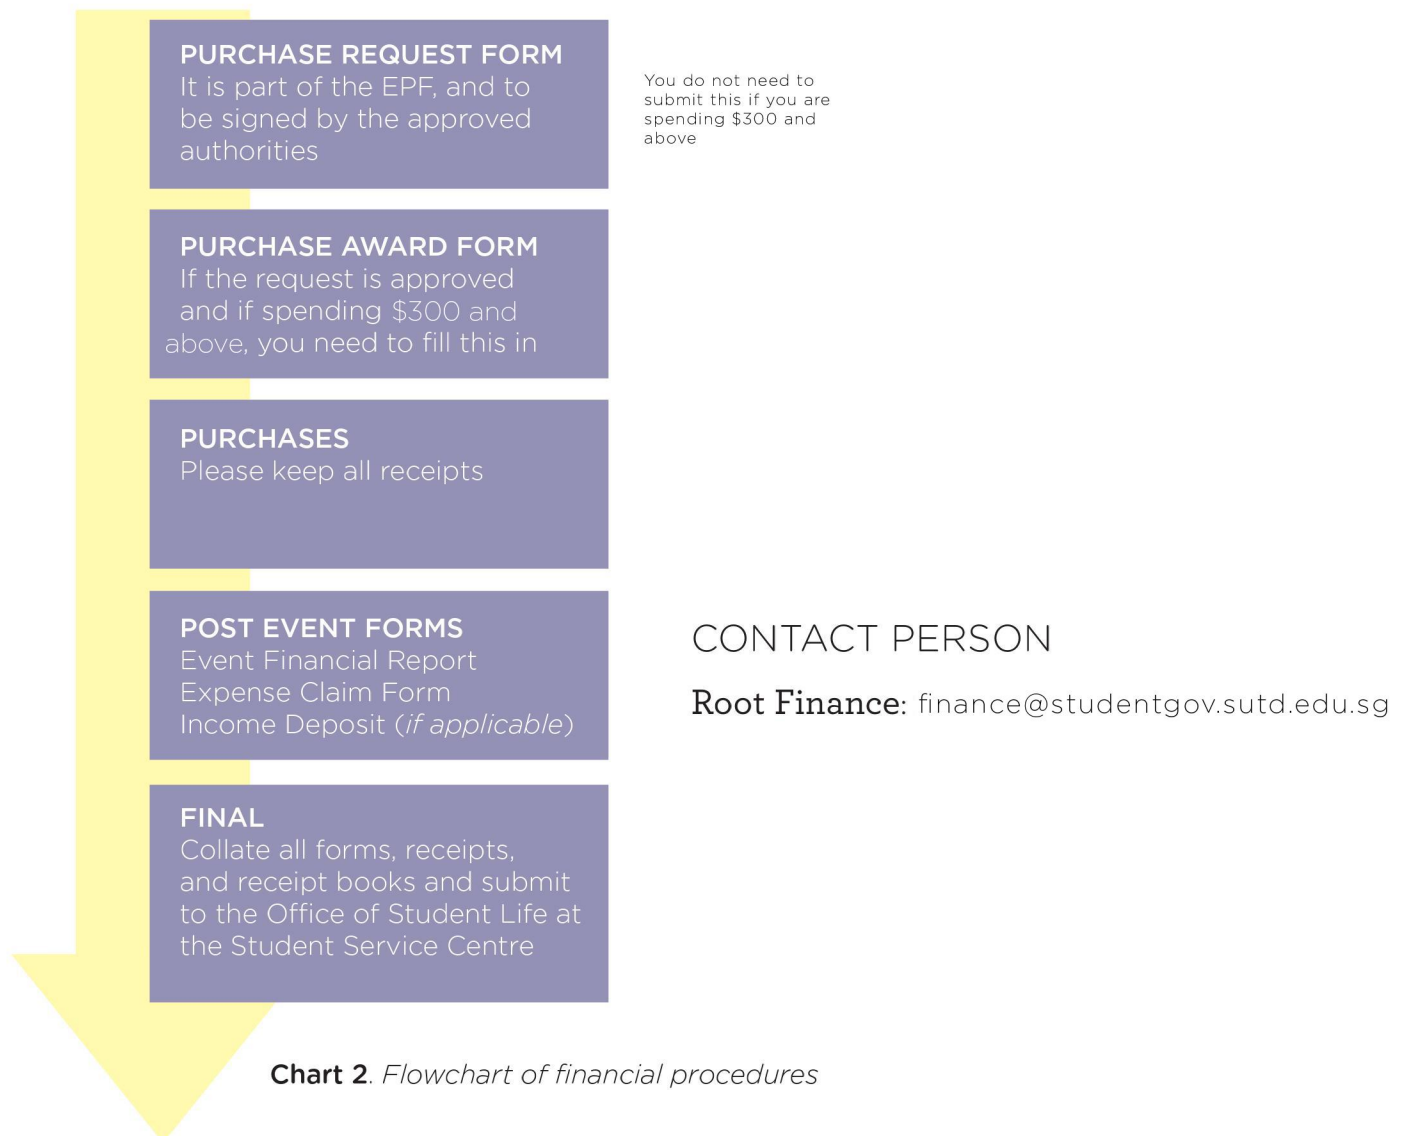 PURCHASE REQUEST FORM
It is part of the EPF, and to
be signed by the approved
authorities
You do not need to
submit this if you are
spending $300 and
above
PURCHASE AWARD FORM
If the request is approved
and if spending $300 and
above, you need to fill this in
PURCHASES
Please keep all receipts
POST EVENT FORMS
Event Financial Report
Expense Claim Form
Income Deposit (if applicable)
CONTACT PERSON
Root Finance: finance@studentgov.sutd.edu.sg
FINAL
Collate all forms, receipts,
and receipt books and submit
to the Office of Student Life at
the Student Service Centre
Chart 2. Flowchart of financial procedures